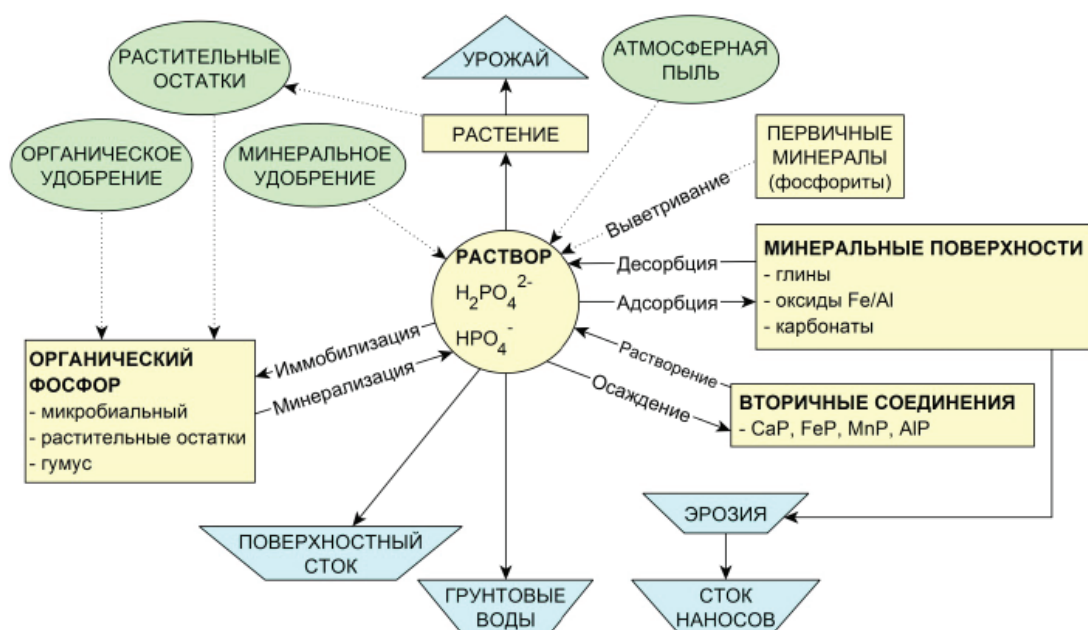 РАСТИТЕЛЬНЫЕ
ОСТАТКИ
УРОЖАЙ
АТМОСФЕРНАЯ
ПЫЛЬ
ОРГАНИЧЕСКОЕ
УДОБРЕНИЕ
МИНЕРАЛЬНОЕ
УДОБРЕНИЕ
РАСТЕНИЕ
ПЕРВИЧНЫЕ
МИНЕРАЛЫ
(фосфориты)
Выветривание
РАСТВОР
H₂PO₄²⁻
HPO₄⁻
Десорбция
Адсорбция
МИНЕРАЛЬНЫЕ ПОВЕРХНОСТИ
- глины
- оксиды Fe/Al
- карбонаты
ОРГАНИЧЕСКИЙ
ФОСФОР
- микробиальный
- растительные остатки
- гумус
Иммобилизация
Минерализация
Растворение
Осаждение
ВТОРИЧНЫЕ СОЕДИНЕНИЯ
- CaP, FeP, MnP, AlP
ПОВЕРХНОСТНЫЙ
СТОК
ГРУНТОВЫЕ
ВОДЫ
ЭРОЗИЯ
СТОК
НАНОСОВ